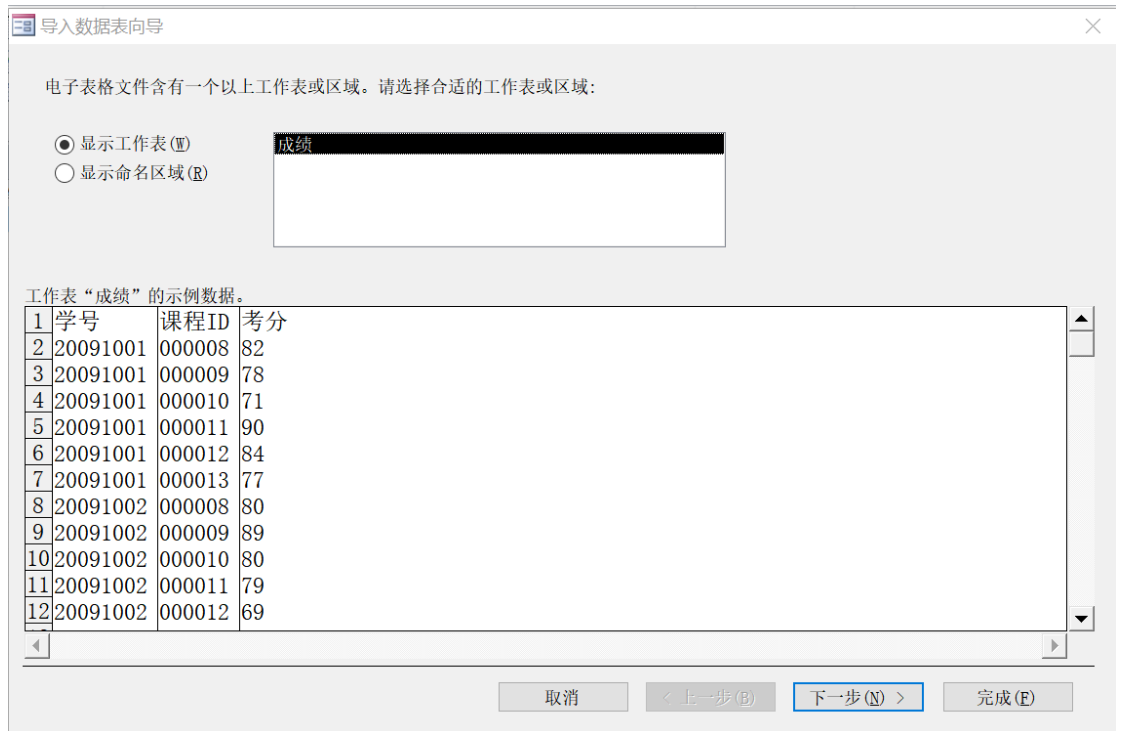 导入数据表向导
电子表格文件含有一个以上工作表或区域。请选择合适的工作表或区域:
显示工作表(W)
成绩
显示命名区域(R)
工作表“成绩”的示例数据。
1 学号 课程ID 考分
2 20091001 000008 82
3 20091001 000009 78
4 20091001 000010 71
5 20091001 000011 90
6 20091001 000012 84
7 20091001 000013 77
8 20091002 000008 80
9 20091002 000009 89
10 20091002 000010 80
11 20091002 000011 79
12 20091002 000012 69
取消 < 上一步(B) 下一步(N) > 完成(F)